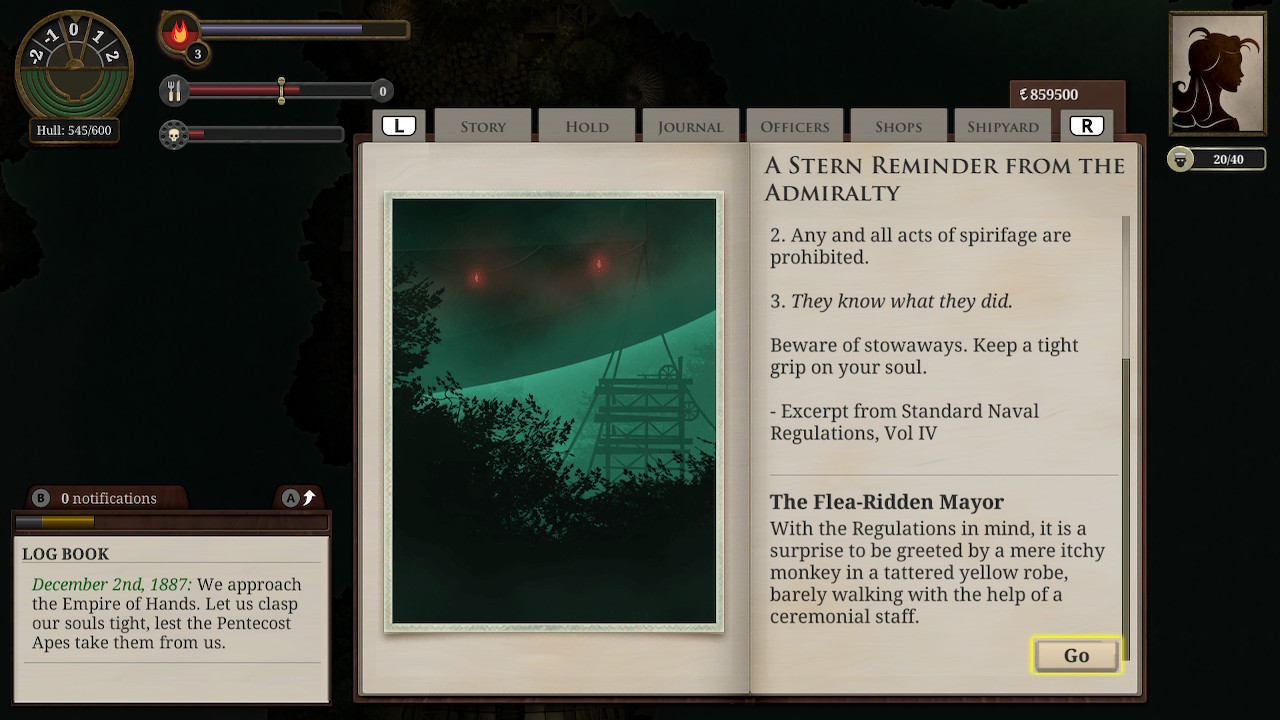 -2 -1 0 1 2
Hull: 545/600
3
0
859500
L
STORY
HOLD
JOURNAL
OFFICERS
SHOPS
SHIPYARD
R
20/40
A STERN REMINDER FROM THE
ADMIRALTY
2. Any and all acts of spirifage are
prohibited.
3. They know what they did.
Beware of stowaways. Keep a tight
grip on your soul.
- Excerpt from Standard Naval
Regulations, Vol IV
The Flea-Ridden Mayor
With the Regulations in mind, it is a
surprise to be greeted by a mere itchy
monkey in a tattered yellow robe,
barely walking with the help of a
ceremonial staff.
Go
B 0 notifications
A
LOG BOOK
December 2nd, 1887: We approach
the Empire of Hands. Let us clasp
our souls tight, lest the Pentecost
Apes take them from us.